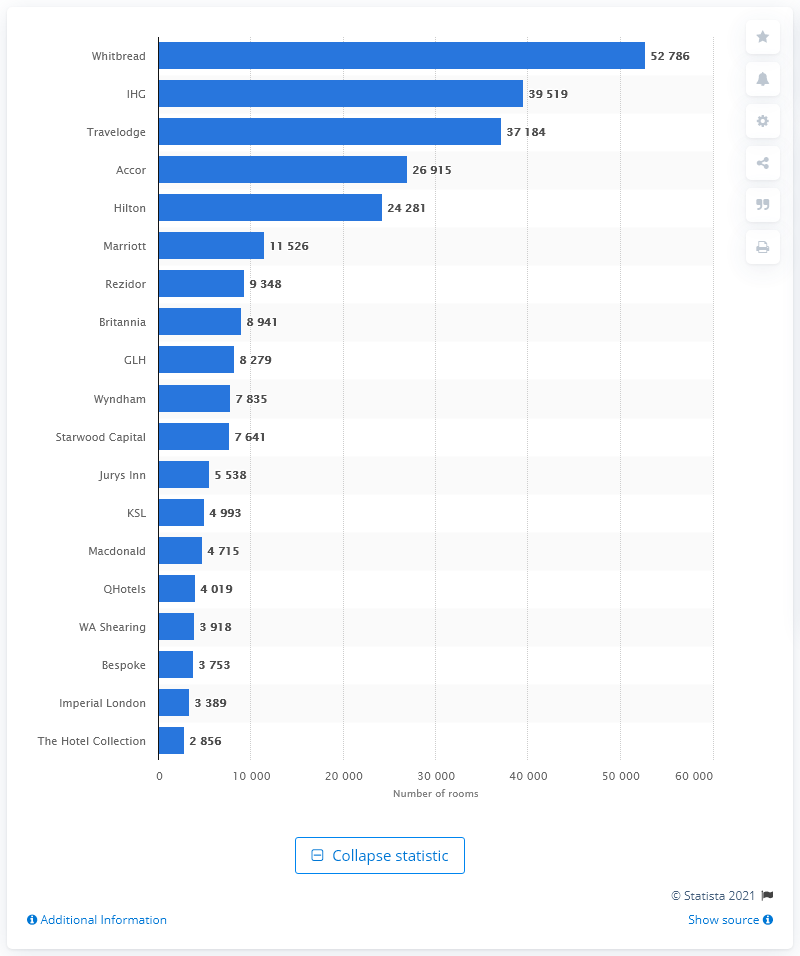 Whitbread 52 786
IHG 39 519
Travelodge 37 184
Accor 26 915
Hilton 24 281
Marriott 11 526
Rezidor 9 348
Britannia 8 941
GLH 8 279
Wyndham 7 835
Starwood Capital 7 641
Jurys Inn 5 538
KSL 4 993
Macdonald 4 715
QHotels 4 019
WA Shearing 3 918
Bespoke 3 753
Imperial London 3 389
The Hotel Collection 2 856
0 10 000 20 000 30 000 40 000 50 000 60 000
Number of rooms
Collapse statistic
© Statista 2021
Additional Information Show source